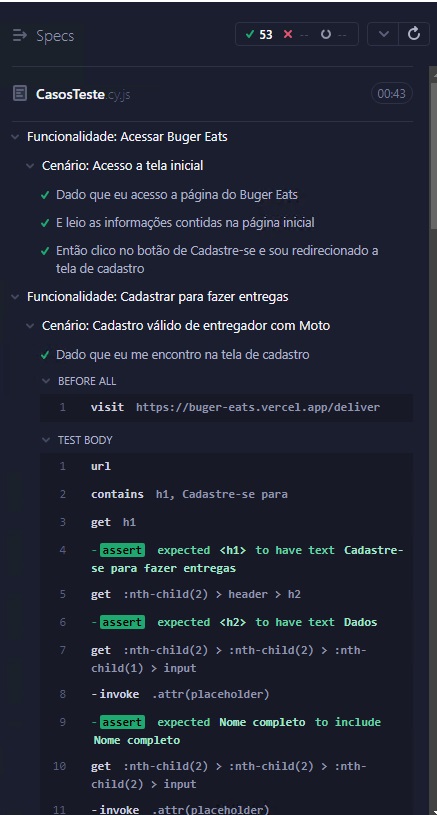 Specs
53 -- --
CasosTeste.cy.js
00:43
Funcionalidade: Acessar Buger Eats
Cenário: Acesso a tela inicial
Dado que eu acesso a página do Buger Eats
E leio as informações contidas na página inicial
Então clico no botão de Cadastre-se e sou redirecionado a
tela de cadastro
Funcionalidade: Cadastrar para fazer entregas
Cenário: Cadastro válido de entregador com Moto
Dado que eu me encontro na tela de cadastro
BEFORE ALL
1 visit https://buger-eats.vercel.app/deliver
TEST BODY
1 url
2 contains h1, Cadastre-se para
3 get h1
4 -assert expected <h1> to have text Cadastre-
se para fazer entregas
5 get :nth-child(2) > header > h2
6 -assert expected <h2> to have text Dados
7 get :nth-child(2) > :nth-child(2) > :nth-
child(1) > input
8 -invoke .attr(placeholder)
9 -assert expected Nome completo to include
Nome completo
10 get :nth-child(2) > :nth-child(2) > :nth-
child(2) > input
11 -invoke .attr(placeholder)